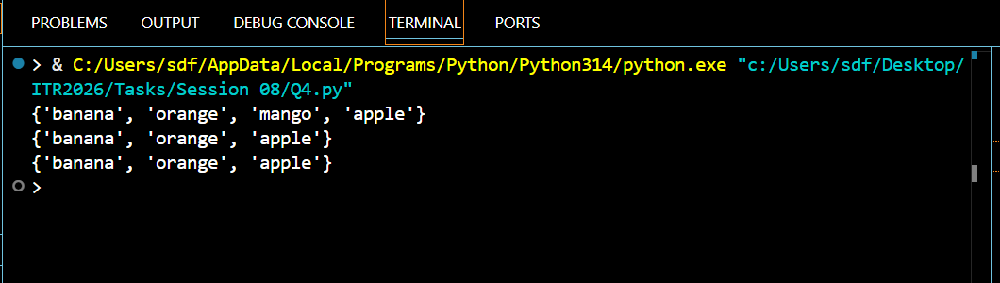 PROBLEMS OUTPUT DEBUG CONSOLE TERMINAL PORTS
> & C:/Users/sdf/AppData/Local/Programs/Python/Python314/python.exe "c:/Users/sdf/Desktop/
ITR2026/Tasks/Session 08/Q4.py"
{'banana', 'orange', 'mango', 'apple'}
{'banana', 'orange', 'apple'}
{'banana', 'orange', 'apple'}
>